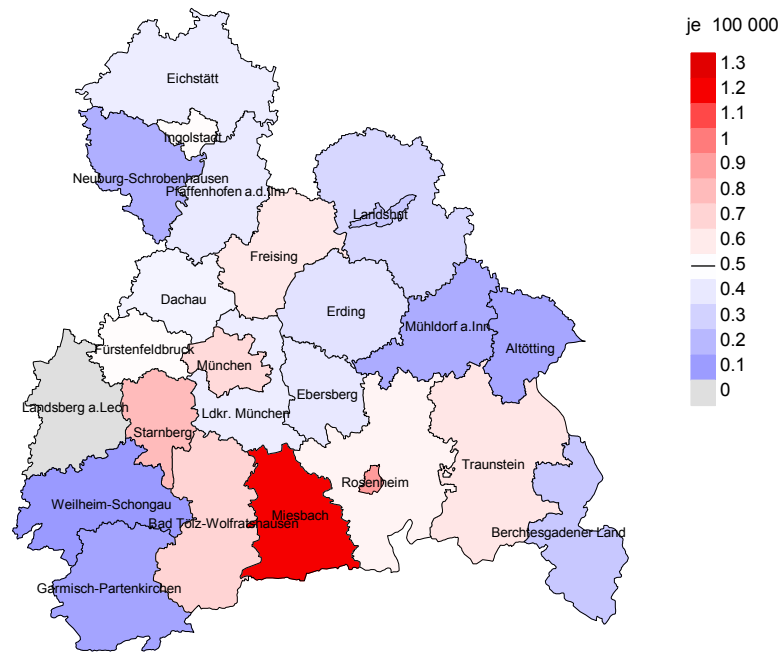 je 100 000
1.3
1.2
1.1
1
0.9
0.8
0.7
0.6
0.5
0.4
0.3
0.2
0.1
0
Eichstätt
Ingolstadt
Neuburg-Schrobenhausen
Pfaffenhofen a.d.Ilm
Landshut
Freising
Dachau
Erding
Mühldorf a.Inn
Altötting
Fürstenfeldbruck
München
Ebersberg
Landsberg a.Lech
Ldkr. München
Starnberg
Traunstein
Rosenheim
Weilheim-Schongau
Bad Tölz-Wolfratshausen
Miesbach
Berchtesgadener Land
Garmisch-Partenkirchen